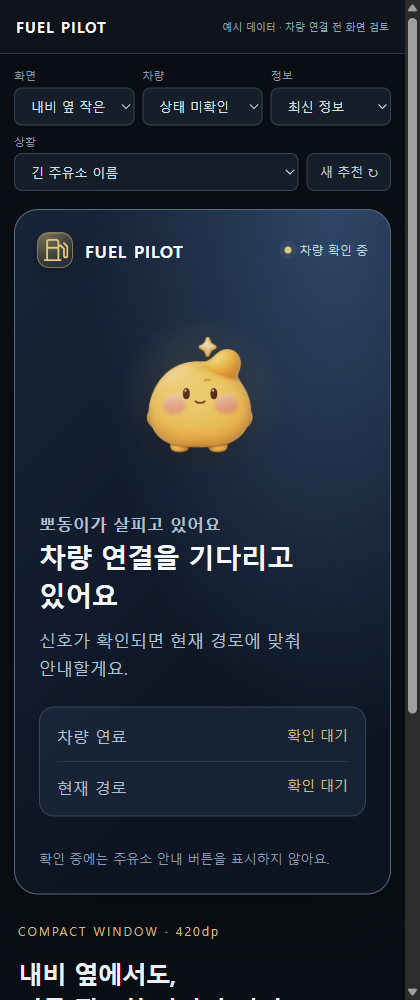 FUEL PILOT
예시 데이터 · 차량 연결 전 화면 검토
화면
차량
정보
내비 옆 작은
상태 미확인
최신 정보
상황
긴 주유소 이름
새 추천 ↻
FUEL PILOT
차량 확인 중
뽀동이가 살피고 있어요
차량 연결을 기다리고
있어요
신호가 확인되면 현재 경로에 맞춰
안내할게요.
차량 연료
확인 대기
현재 경로
확인 대기
확인 중에는 주유소 안내 버튼을 표시하지 않아요.
COMPACT WINDOW · 420dp
내비 옆에서도,